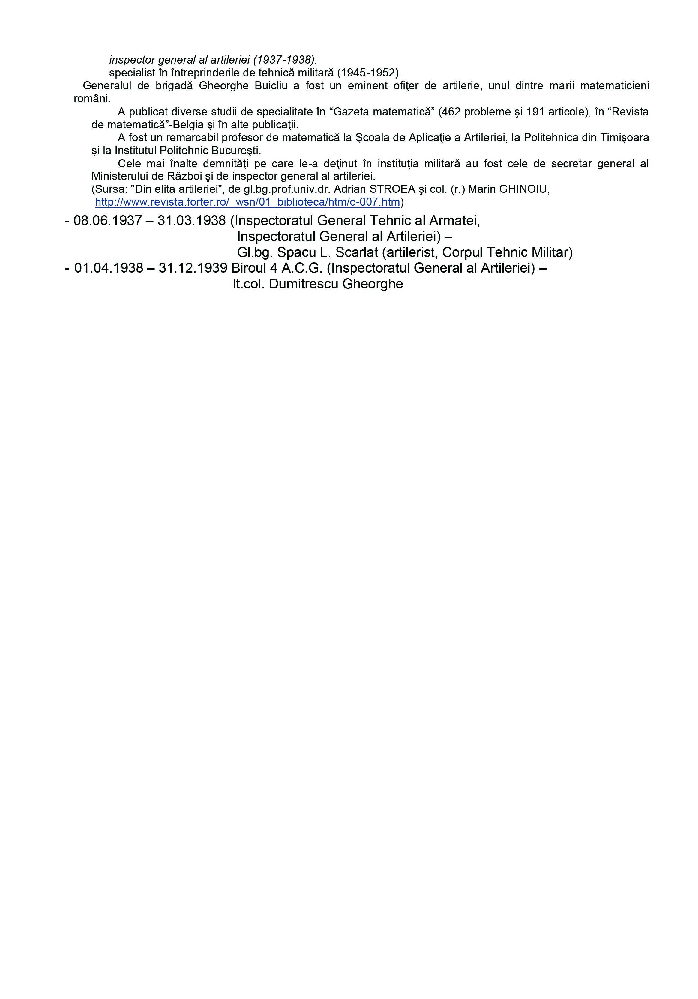 inspector general al artileriei (1937-1938);
specialist în întreprinderile de tehnică militară (1945-1952).
Generalul de brigadă Gheorghe Buicliu a fost un eminent ofiţer de artilerie, unul dintre marii matematicieni
români.
A publicat diverse studii de specialitate în “Gazeta matematică” (462 probleme şi 191 articole), în “Revista
de matematică”-Belgia şi în alte publicaţii.
A fost un remarcabil profesor de matematică la Şcoala de Aplicaţie a Artileriei, la Politehnica din Timişoara
şi la Institutul Politehnic Bucureşti.
Cele mai înalte demnităţi pe care le-a deţinut în instituţia militară au fost cele de secretar general al
Ministerului de Război şi de inspector general al artileriei.
(Sursa: "Din elita artileriei", de gl.bg.prof.univ.dr. Adrian STROEA şi col. (r.) Marin GHINOIU,
http://www.revista.forter.ro/_wsn/01_biblioteca/htm/c-007.htm)
- 08.06.1937 – 31.03.1938 (Inspectoratul General Tehnic al Armatei,
Inspectoratul General al Artileriei) –
Gl.bg. Spacu L. Scarlat (artilerist, Corpul Tehnic Militar)
- 01.04.1938 – 31.12.1939 Biroul 4 A.C.G. (Inspectoratul General al Artileriei) –
lt.col. Dumitrescu Gheorghe